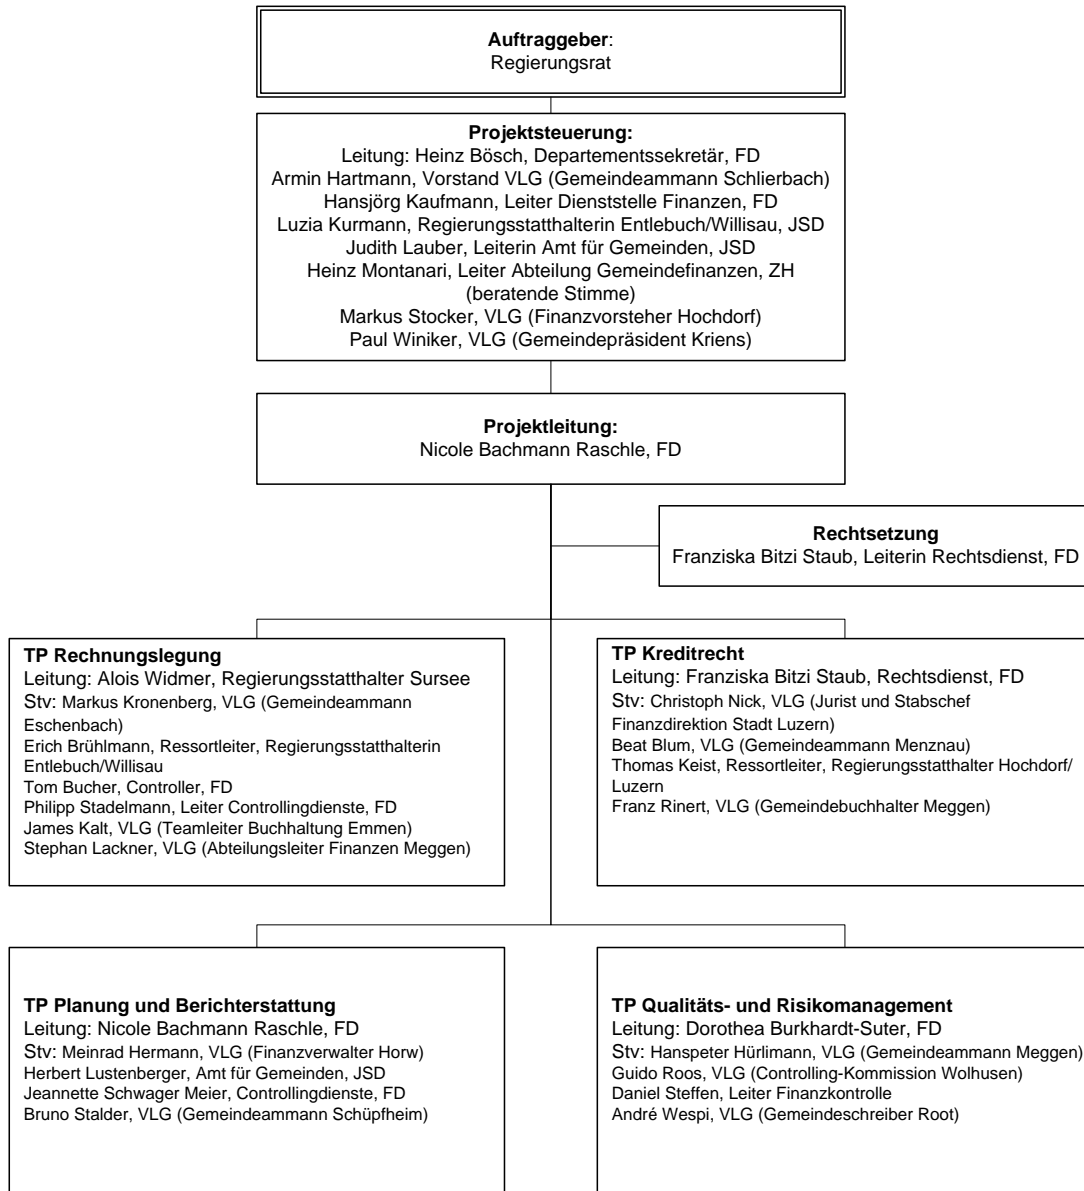 Auftraggeber:
Regierungsrat
Projektsteuerung:
Leitung: Heinz Bösch, Departementssekretär, FD
Armin Hartmann, Vorstand VLG (Gemeindeammann Schlierbach)
Hansjörg Kaufmann, Leiter Dienststelle Finanzen, FD
Luzia Kurmann, Regierungsstatthalterin Entlebuch/Willisau, JSD
Judith Lauber, Leiterin Amt für Gemeinden, JSD
Heinz Montanari, Leiter Abteilung Gemeindefinanzen, ZH
(beratende Stimme)
Markus Stocker, VLG (Finanzvorsteher Hochdorf)
Paul Winiker, VLG (Gemeindepräsident Kriens)
Projektleitung:
Nicole Bachmann Raschle, FD
Rechtsetzung
Franziska Bitzi Staub, Leiterin Rechtsdienst, FD
TP Rechnungslegung
Leitung: Alois Widmer, Regierungsstatthalter Sursee
Stv: Markus Kronenberg, VLG (Gemeindeammann
Eschenbach)
Erich Brühlmann, Ressortleiter, Regierungsstatthalterin
Entlebuch/Willisau
Tom Bucher, Controller, FD
Philipp Stadelmann, Leiter Controllingdienste, FD
James Kalt, VLG (Teamleiter Buchhaltung Emmen)
Stephan Lackner, VLG (Abteilungsleiter Finanzen Meggen)
TP Kreditrecht
Leitung: Franziska Bitzi Staub, Rechtsdienst, FD
Stv: Christoph Nick, VLG (Jurist und Stabschef
Finanzdirektion Stadt Luzern)
Beat Blum, VLG (Gemeindeammann Menznau)
Thomas Keist, Ressortleiter, Regierungsstatthalter Hochdorf/
Luzern
Franz Rinert, VLG (Gemeindebuchhalter Meggen)
TP Planung und Berichterstattung
Leitung: Nicole Bachmann Raschle, FD
Stv: Meinrad Hermann, VLG (Finanzverwalter Horw)
Herbert Lustenberger, Amt für Gemeinden, JSD
Jeannette Schwager Meier, Controllingdienste, FD
Bruno Stalder, VLG (Gemeindeammann Schüpfheim)
TP Qualitäts- und Risikomanagement
Leitung: Dorothea Burkhardt-Suter, FD
Stv: Hanspeter Hürlimann, VLG (Gemeindeammann Meggen)
Guido Roos, VLG (Controlling-Kommission Wolhusen)
Daniel Steffen, Leiter Finanzkontrolle
André Wespi, VLG (Gemeindeschreiber Root)